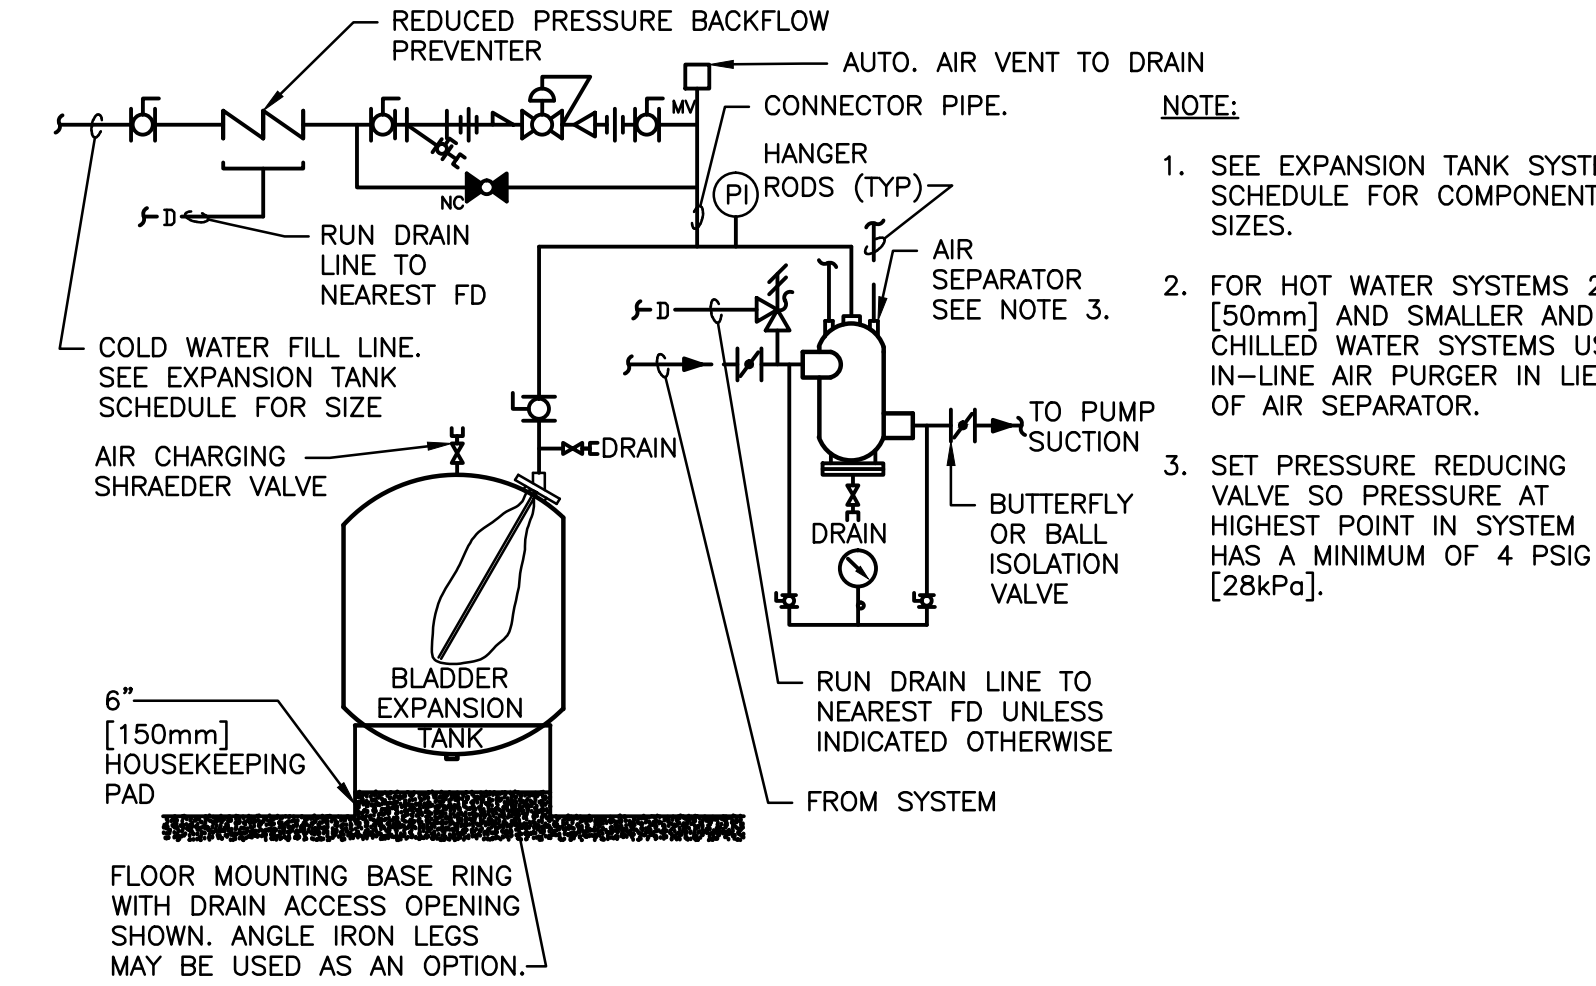 REDUCED PRESSURE BACKFLOW
PREVENTER
AUTO. AIR VENT TO DRAIN
MV
CONNECTOR PIPE.
HANGER
RODS (TYP)
PI
NC
D
RUN DRAIN
LINE TO
NEAREST FD
AIR
SEPARATOR
SEE NOTE 3.
D
COLD WATER FILL LINE.
SEE EXPANSION TANK
SCHEDULE FOR SIZE
AIR CHARGING
SHRAEDER VALVE
DRAIN
TO PUMP
SUCTION
BUTTERFLY
OR BALL
ISOLATION
VALVE
DRAIN
BLADDER
EXPANSION
TANK
6"
[150mm]
HOUSEKEEPING
PAD
RUN DRAIN LINE TO
NEAREST FD UNLESS
INDICATED OTHERWISE
FROM SYSTEM
FLOOR MOUNTING BASE RING
WITH DRAIN ACCESS OPENING
SHOWN. ANGLE IRON LEGS
MAY BE USED AS AN OPTION.
NOTE:
1. SEE EXPANSION TANK SYSTE
SCHEDULE FOR COMPONENT
SIZES.
2. FOR HOT WATER SYSTEMS 2
[50mm] AND SMALLER AND
CHILLED WATER SYSTEMS US
IN-LINE AIR PURGER IN LIE
OF AIR SEPARATOR.
3. SET PRESSURE REDUCING
VALVE SO PRESSURE AT
HIGHEST POINT IN SYSTEM
HAS A MINIMUM OF 4 PSIG
[28kPa].